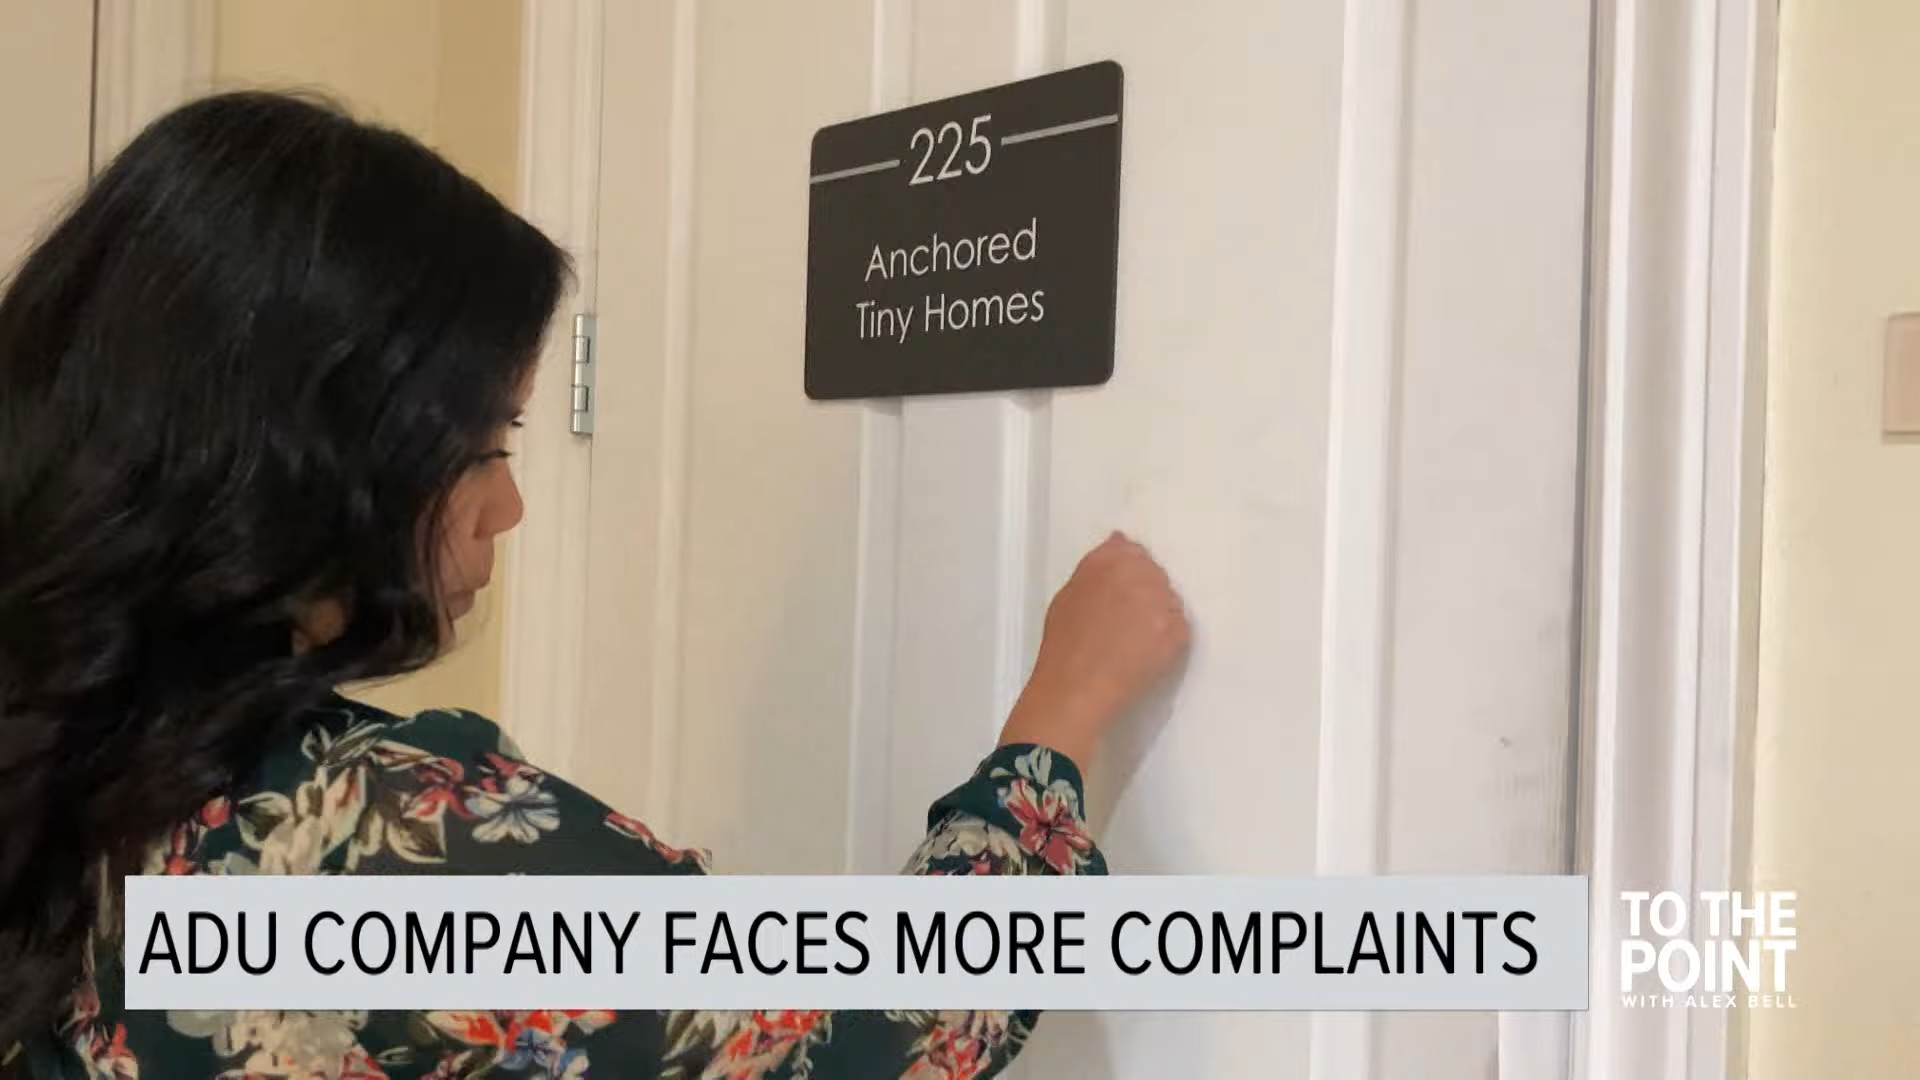 225
Anchored
Tiny Homes
ADU COMPANY FACES MORE COMPLAINTS
TO THE
POINT
WITH ALEX BELL